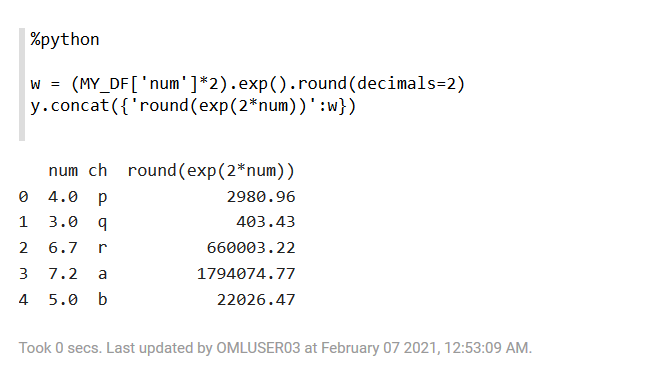 %python
w = (MY_DF['num']*2).exp().round(decimals=2)
y.concat({'round(exp(2*num))':w})
num ch round(exp(2*num))
0 4.0 p 2980.96
1 3.0 q 403.43
2 6.7 r 660003.22
3 7.2 a 1794074.77
4 5.0 b 22026.47
Took 0 secs. Last updated by OMLUSER03 at February 07 2021, 12:53:09 AM.